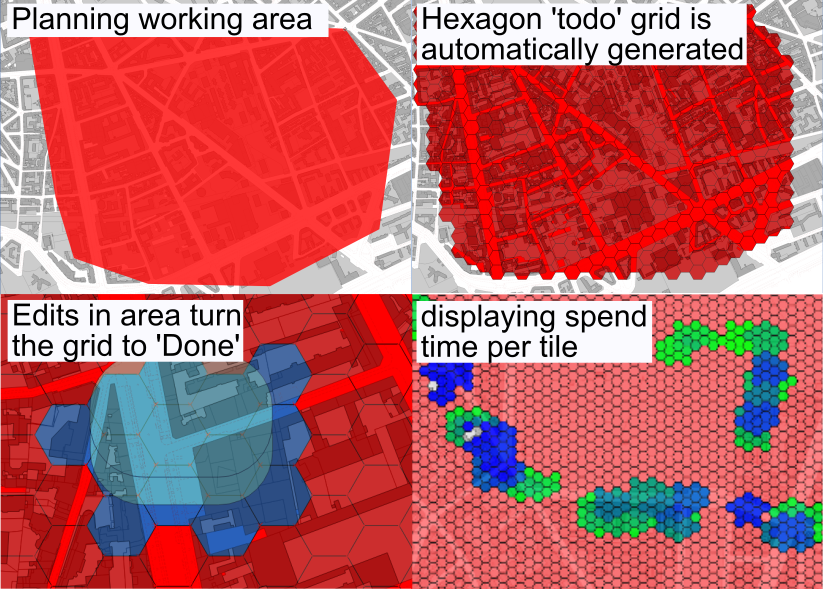 Planning working area
Hexagon 'todo' grid is
automatically generated
Edits in area turn
the grid to 'Done'
displaying spend
time per tile